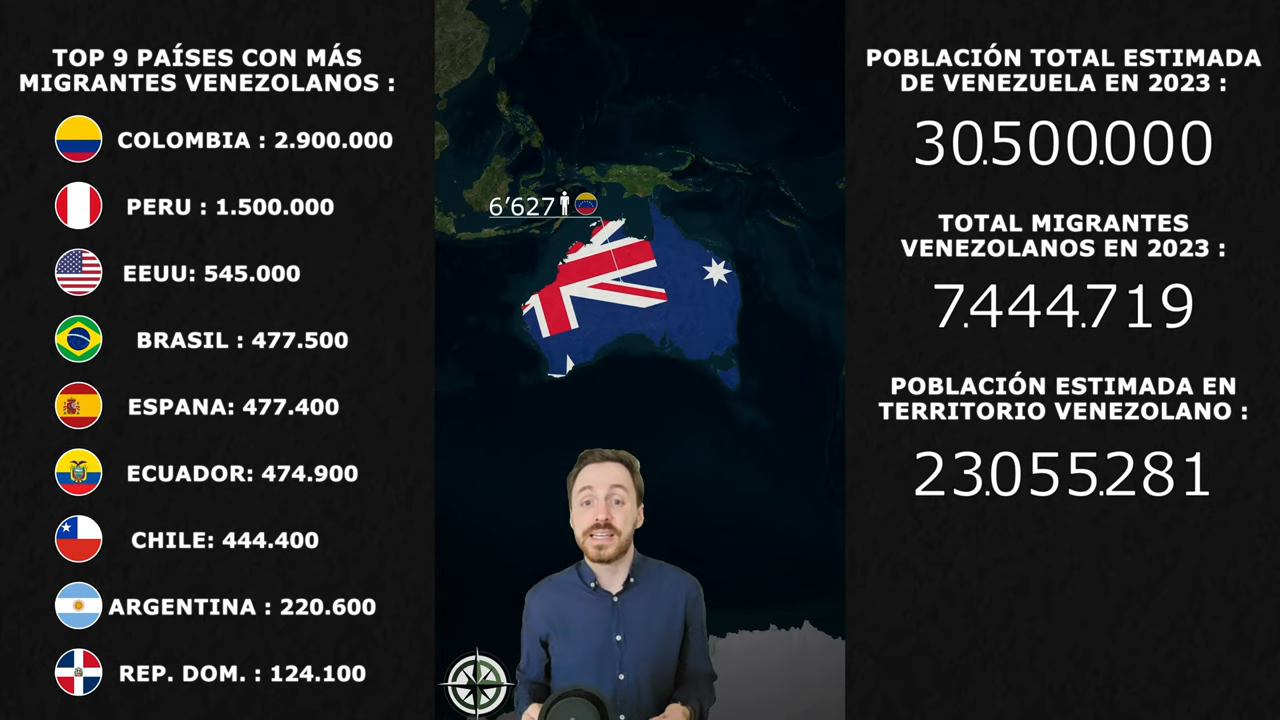 TOP 9 PAÍSES CON MÁS
MIGRANTES VENEZOLANOS :
COLOMBIA : 2.900.000
PERU : 1.500.000
EEUU: 545.000
BRASIL : 477.500
ESPANA: 477.400
ECUADOR: 474.900
CHILE: 444.400
ARGENTINA : 220.600
REP. DOM. : 124.100
6’627
POBLACIÓN TOTAL ESTIMADA
DE VENEZUELA EN 2023 :
30.500.000
TOTAL MIGRANTES
VENEZOLANOS EN 2023 :
7.444.719
POBLACIÓN ESTIMADA EN
TERRITORIO VENEZOLANO :
23.055.281